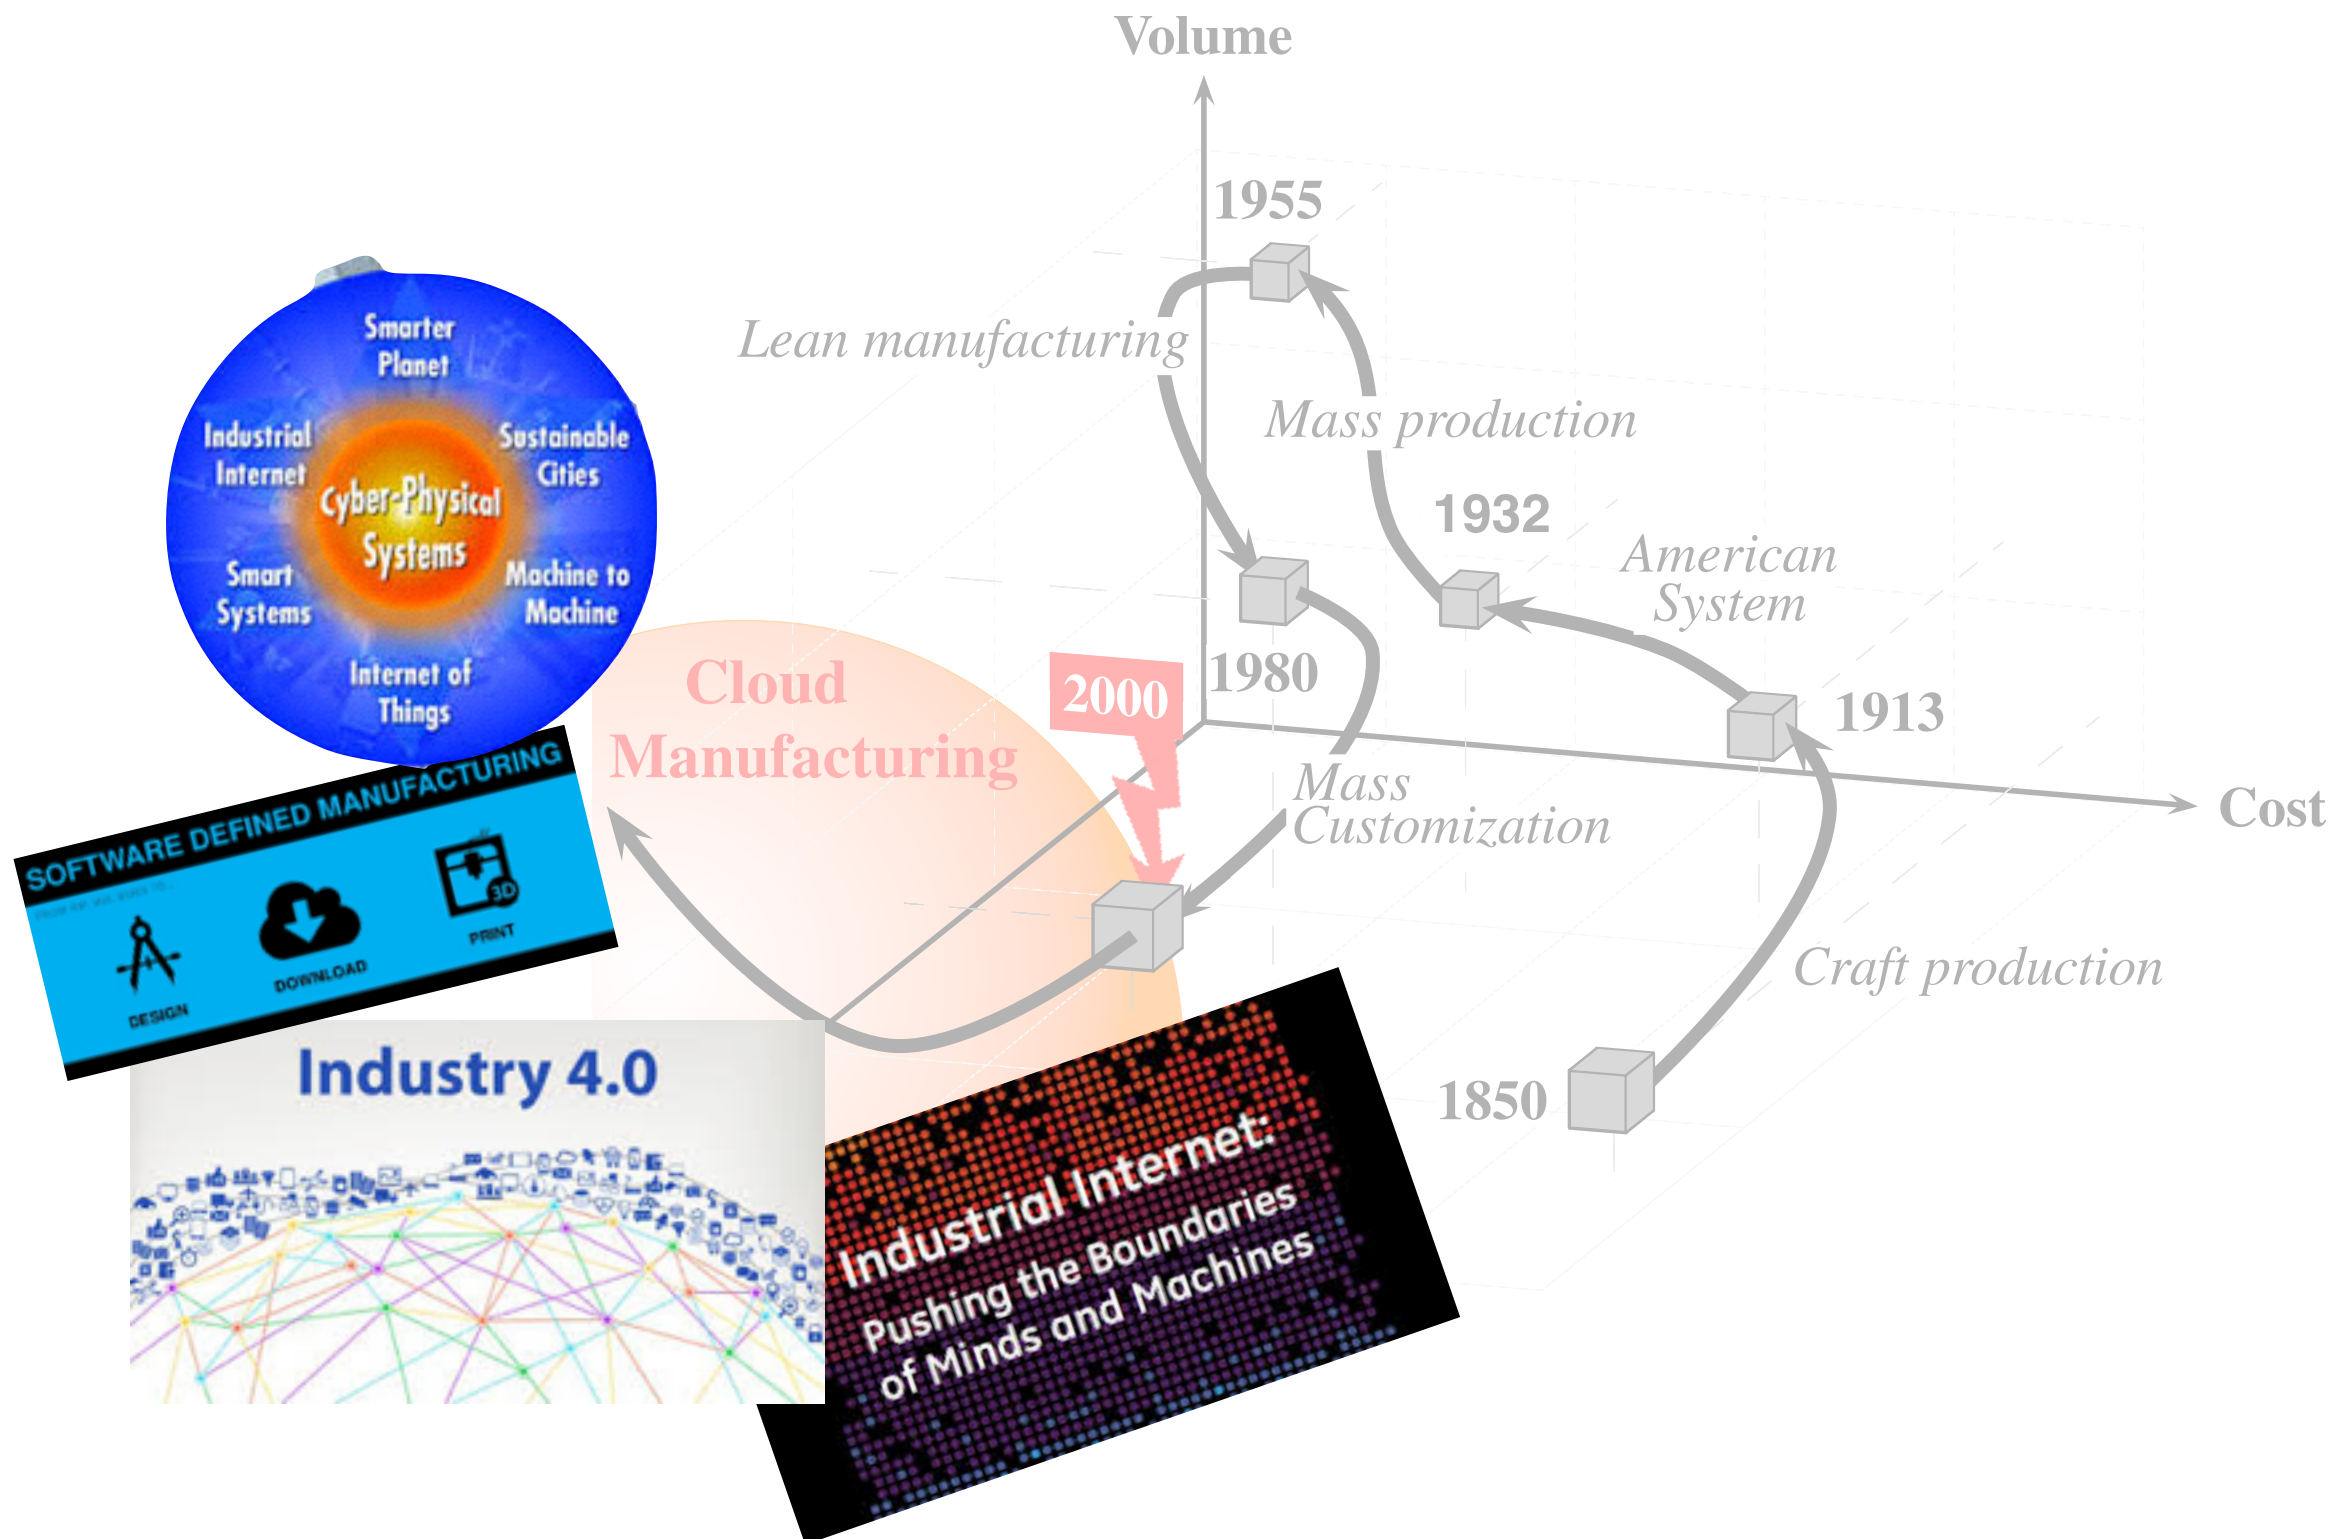 Volume
1955
Lean manufacturing
Mass production
1932
American
System
1980
1913
Cost
2000
Cloud
Manufacturing
Mass
Customization
Craft production
1850
Smarter
Planet
Industrial
Internet
Sustainable
Cities
Cyber-Physical
Systems
Smart
Systems
Machine to
Machine
Internet of
Things
SOFTWARE DEFINED MANUFACTURING
3D
DESIGN
DOWNLOAD
PRINT
Industry 4.0
Industrial Internet:
Pushing the Boundaries
of Minds and Machines